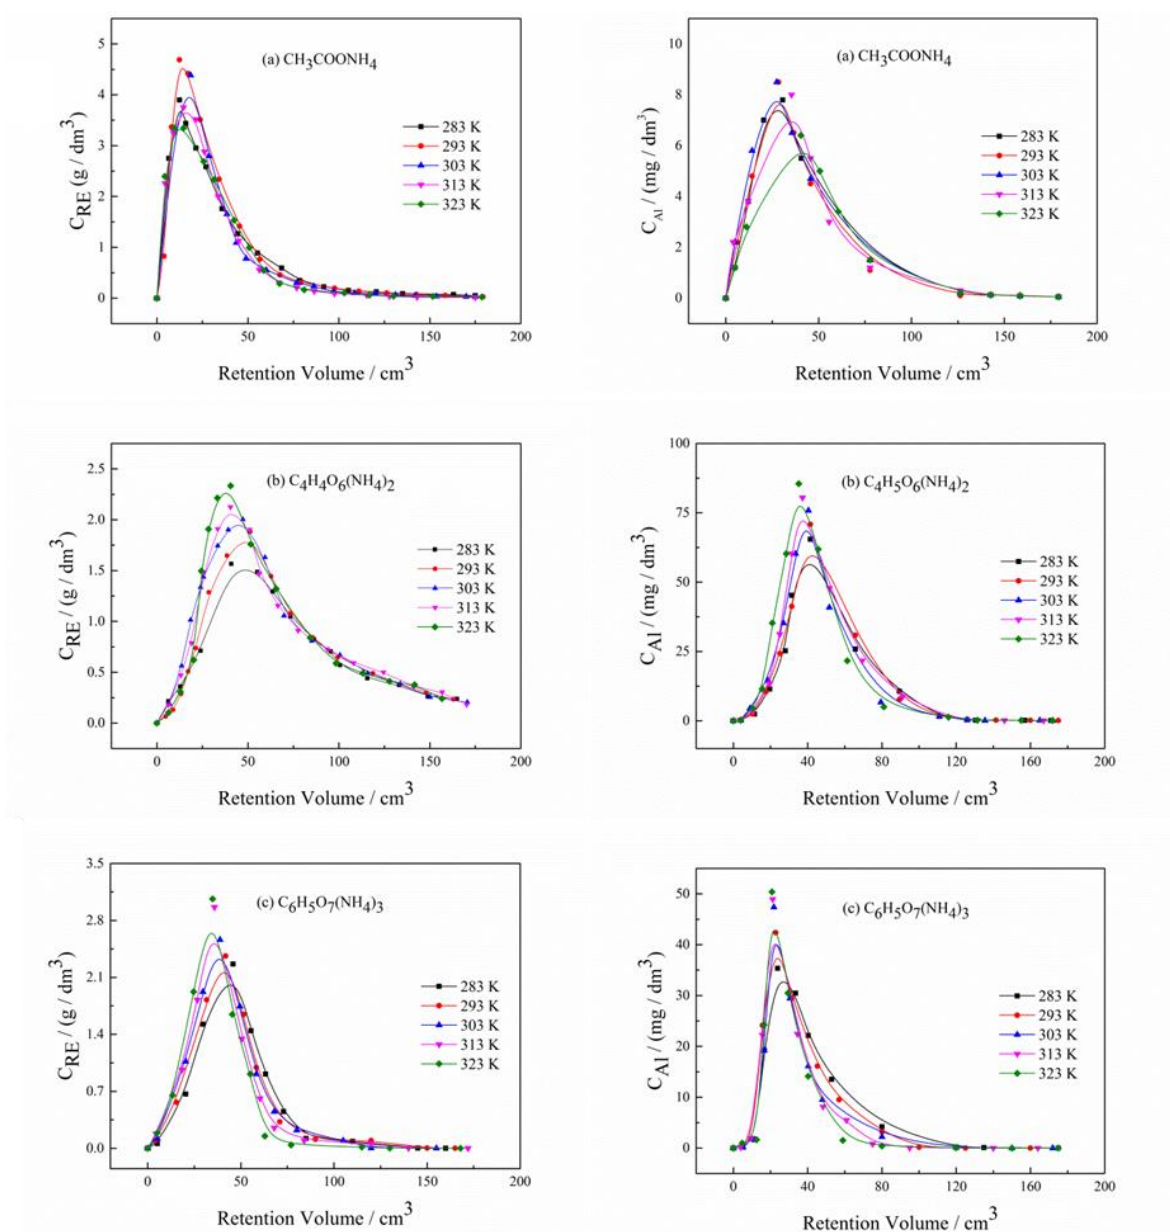 (a) CH3COONH4
CRE (g / dm3)
5
4
3
2
1
0
283 K
293 K
303 K
313 K
323 K
0 50 100 150 200
Retention Volume / cm3
(a) CH3COONH4
CAl / (mg / dm3)
10
8
6
4
2
0
283 K
293 K
303 K
313 K
323 K
0 50 100 150 200
Retention Volume / cm3
(b) C4H4O6(NH4)2
CRE / (g / dm3)
2.5
2.0
1.5
1.0
0.5
0.0
283 K
293 K
303 K
313 K
323 K
0 50 100 150 200
Retention Volume / cm3
(b) C4H5O6(NH4)2
CAl / (mg / dm3)
100
75
50
25
0
283 K
293 K
303 K
313 K
323 K
0 40 80 120 160 200
Retention Volume / cm3
(c) C6H5O7(NH4)3
CRE / (g / dm3)
3.5
2.8
2.1
1.4
0.7
0.0
283 K
293 K
303 K
313 K
323 K
0 50 100 150 200
Retention Volume / cm3
(c) C6H5O7(NH4)3
CAl / (mg / dm3)
50
40
30
20
10
0
283 K
293 K
303 K
313 K
323 K
0 40 80 120 160 200
Retention Volume / cm3